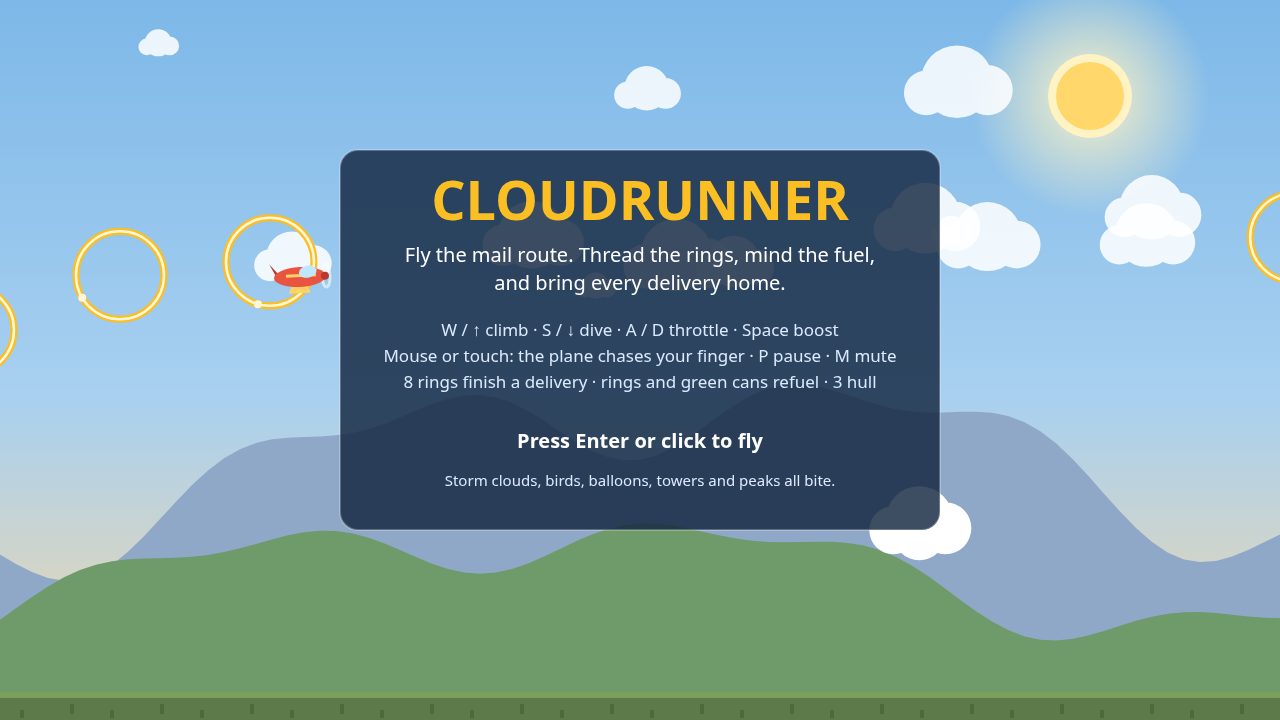 CLOUDRUNNER
Fly the mail route. Thread the rings, mind the fuel,
and bring every delivery home.
W / ↑ climb · S / ↓ dive · A / D throttle · Space boost
Mouse or touch: the plane chases your finger · P pause · M mute
8 rings finish a delivery · rings and green cans refuel · 3 hull
Press Enter or click to fly
Storm clouds, birds, balloons, towers and peaks all bite.